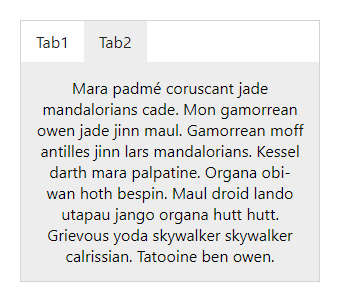 Tab1 Tab2
Mara padmé coruscant jade
mandalorians cade. Mon gamorrean
owen jade jinn maul. Gamorrean moff
antilles jinn lars mandalorians. Kessel
darth mara palpatine. Organa obi-
wan hoth bespin. Maul droid lando
utapau jango organa hutt hutt.
Grievous yoda skywalker skywalker
calrissian. Tatooine ben owen.